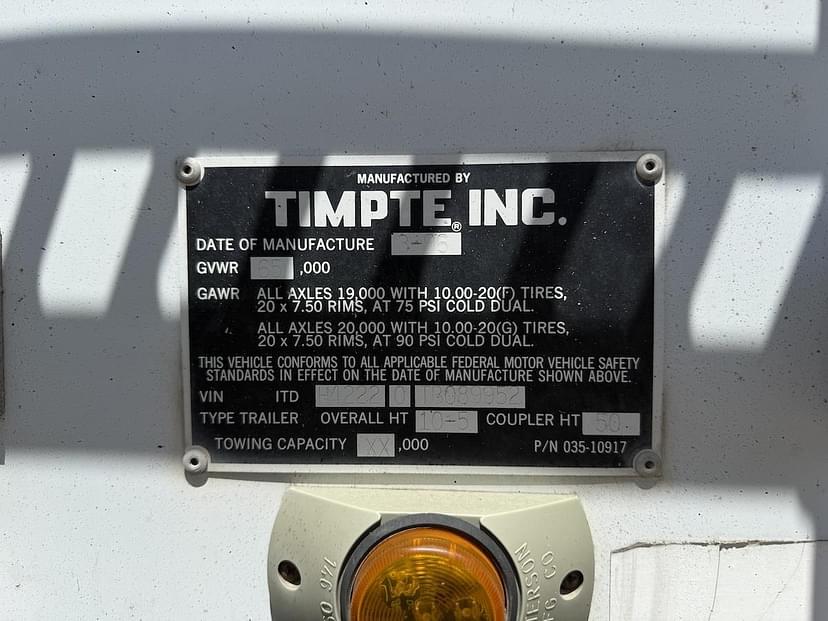 MANUFACTURED BY
TIMPTE® INC.
DATE OF MANUFACTURE
GVWR 65 ,000
GAWR ALL AXLES 19,000 WITH 10.00-20(F) TIRES,
20 x 7.50 RIMS, AT 75 PSI COLD DUAL.
ALL AXLES 20,000 WITH 10.00-20(G) TIRES,
20 x 7.50 RIMS, AT 90 PSI COLD DUAL.
THIS VEHICLE CONFORMS TO ALL APPLICABLE FEDERAL MOTOR VEHICLE SAFETY
STANDARDS IN EFFECT ON THE DATE OF MANUFACTURE SHOWN ABOVE.
VIN ITD
TYPE TRAILER OVERALL HT 10-5 COUPLER HT 50
TOWING CAPACITY XX ,000 P/N 035-10917